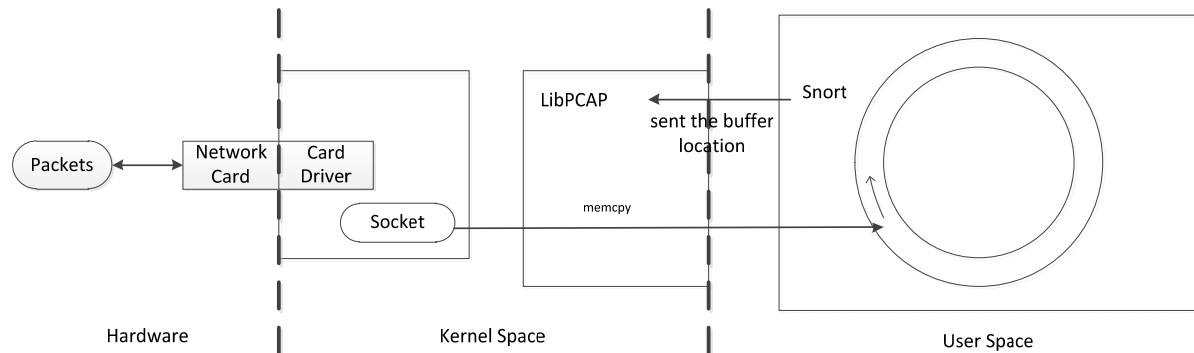 Packets
Network
Card
Card
Driver
Socket
LibPCAP
Snort
sent the buffer
location
memcpy
Hardware
Kernel Space
User Space